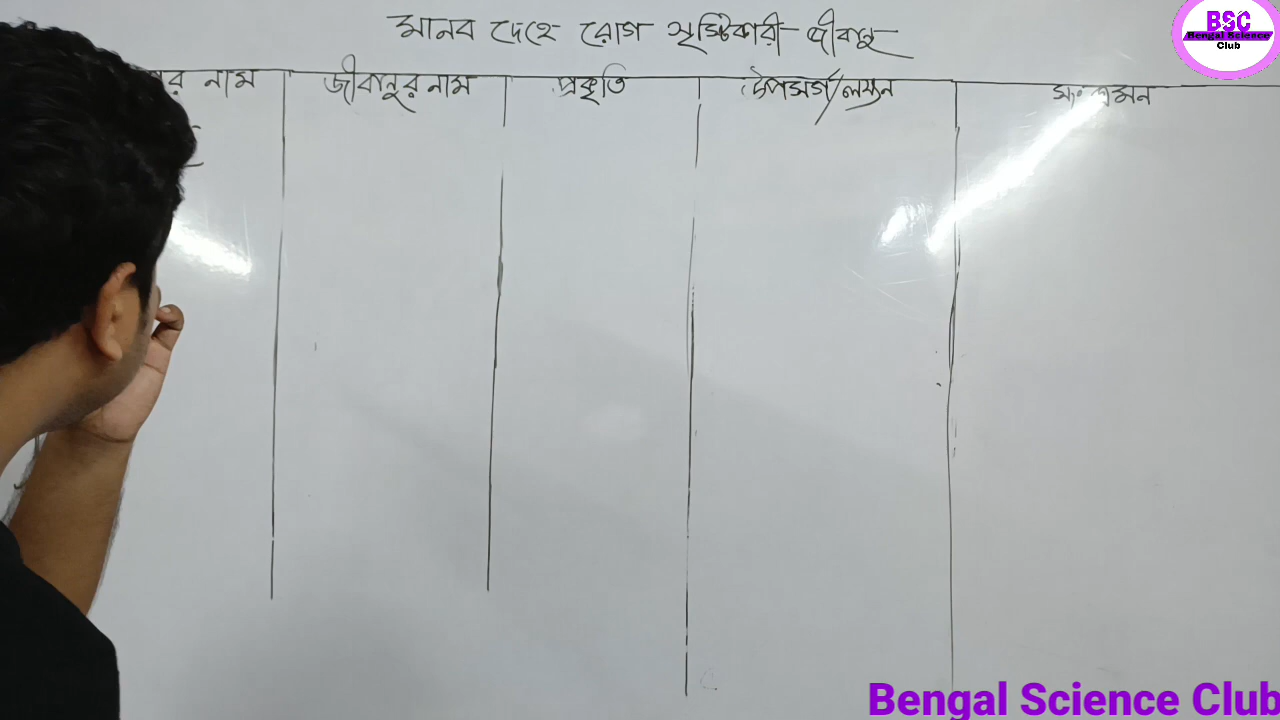 মানব দেহে রোগ সৃষ্টিকারী জীবানু
BSC
Bengal Science
Club
র নাম জীবানুর নাম প্রকৃতি উপসর্গ/লক্ষন সংক্রমন
Bengal Science Club